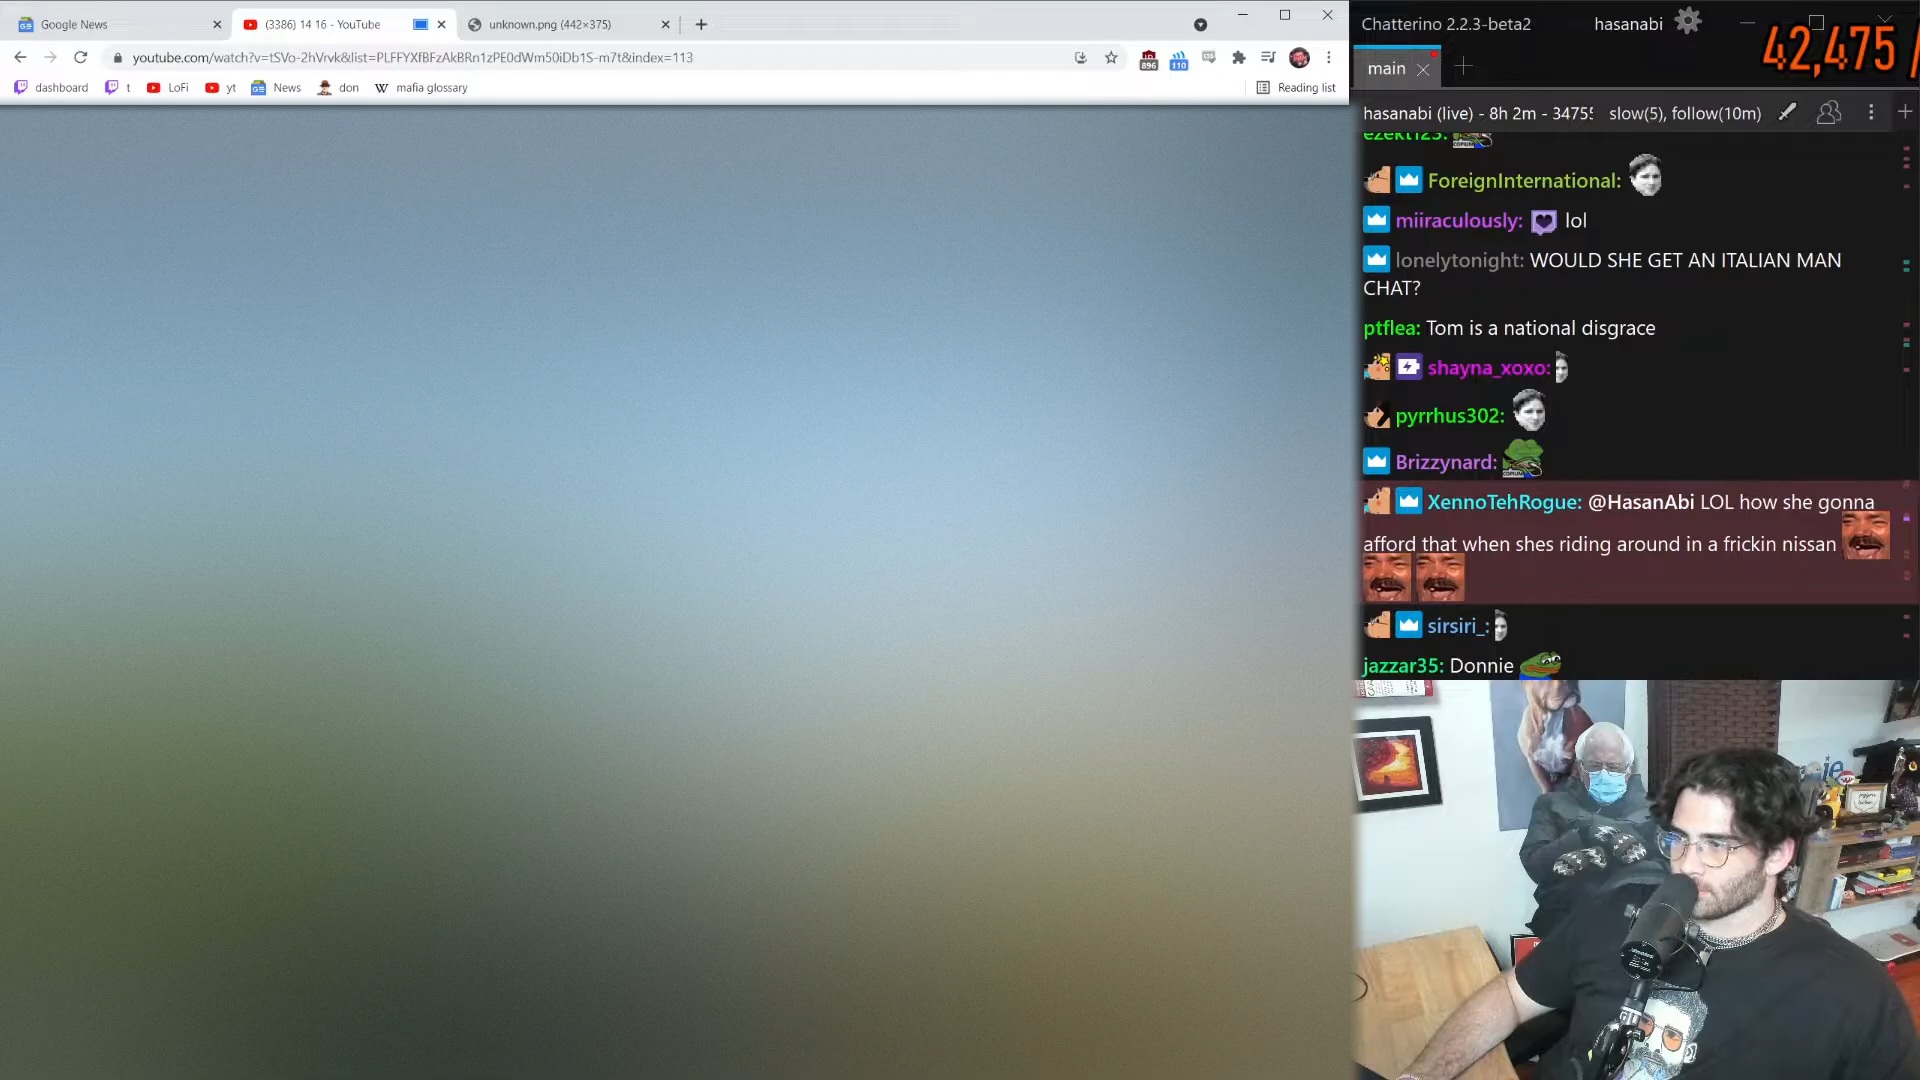 Google News
(3386) 14 16 - YouTube
unknown.png (442×375)
youtube.com/watch?v=tSVo-2hVrvk&list=PLFFYXfBFzAkBRn1zPE0dWm50iDb1S-m7t&index=113
896
110
dashboard
t
LoFi
yt
News
don
mafia glossary
Reading list
Chatterino 2.2.3-beta2
hasanabi
42,475 /
main
hasanabi (live) - 8h 2m - 3475
slow(5), follow(10m)
ezekt123:
ForeignInternational:
miiraculously: lol
lonelytonight: WOULD SHE GET AN ITALIAN MAN
CHAT?
ptflea: Tom is a national disgrace
shayna_xoxo:
pyrrhus302:
Brizzynard:
COPIUM
XennoTehRogue: @HasanAbi LOL how she gonna
afford that when shes riding around in a frickin nissan
sirsiri_:
jazzar35: Donnie